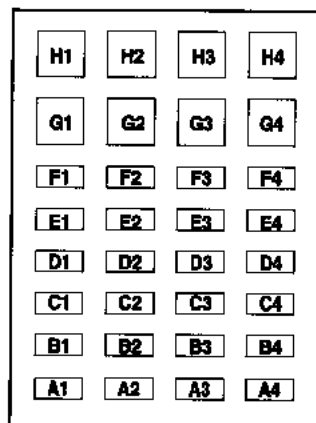 H1 H2 H3 H4
G1 G2 G3 G4
F1 F2 F3 F4
E1 E2 E3 E4
D1 D2 D3 D4
C1 C2 C3 C4
B1 B2 B3 B4
A1 A2 A3 A4